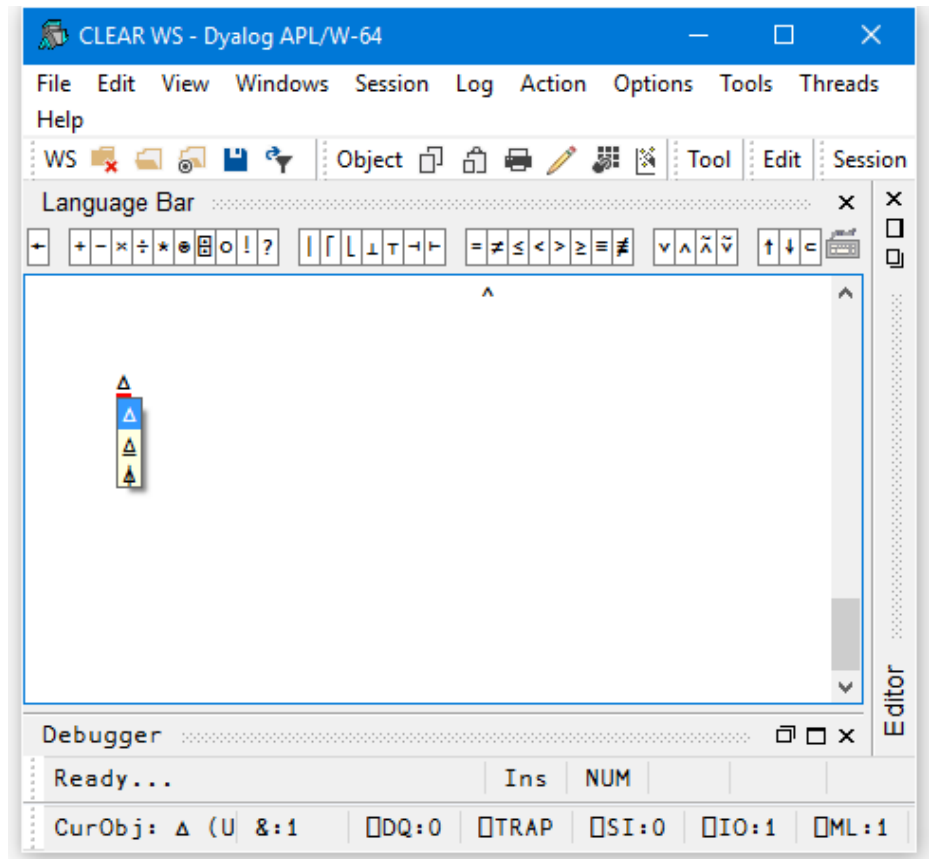 CLEAR WS - Dyalog APL/W-64
File Edit View Windows Session Log Action Options Tools Threads
Help
WS Object Tool Edit Session
Language Bar
← + - × ÷ * ⍟ ⌹ ○ ! ? | ⌈ ⌊ ⊥ ⊤ ⊣ ⊢ = ≠ ≤ < > ≥ ≡ ≢ ∨ ∧ ⍲ ⍱ ↑ ↓ ⊂
^
∆
∆
⍙
⍋
Editor
Debugger
Ready... Ins NUM
CurObj: ∆ (U &:1 ⎕DQ:0 ⎕TRAP ⎕SI:0 ⎕IO:1 ⎕ML:1